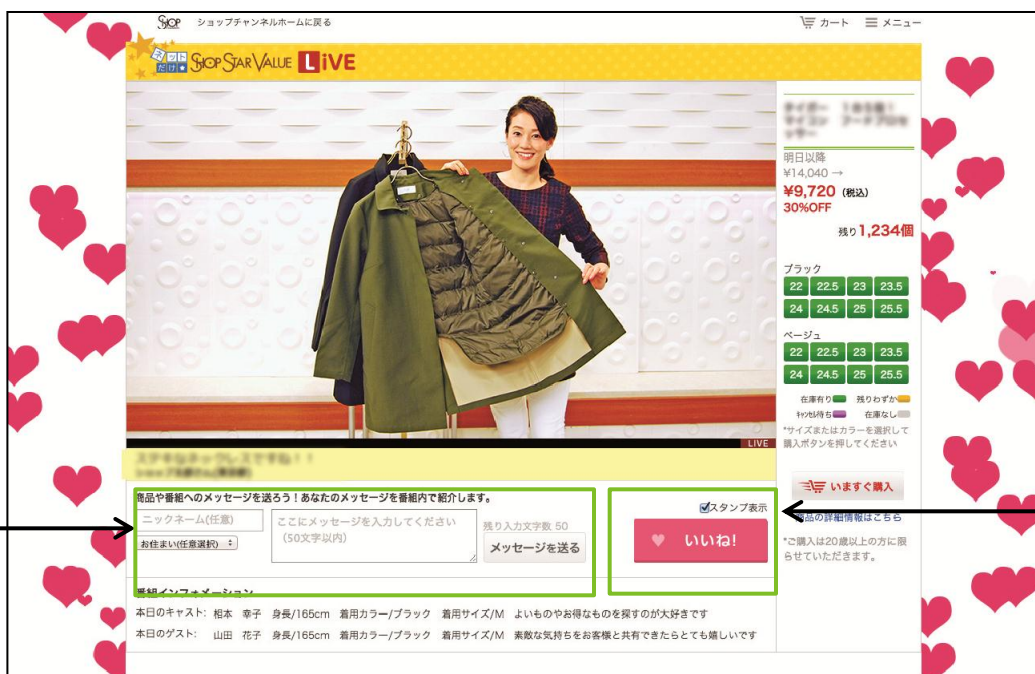 SHOP ショップチャンネルホームに戻る
カート メニュー
ネット
だけ★
SHOP STAR VALUE LiVE
明日以降
¥14,040 →
¥9,720 (税込)
30%OFF
残り1,234個
ブラック
22 22.5 23 23.5
24 24.5 25 25.5
ベージュ
22 22.5 23 23.5
24 24.5 25 25.5
在庫有り 残りわずか
キャンセル待ち 在庫なし
*サイズまたはカラーを選択して
購入ボタンを押してください
いますぐ購入
商品の詳細情報はこちら
*ご購入は20歳以上の方に限
らせていただきます。
LIVE
商品や番組へのメッセージを送ろう！あなたのメッセージを番組内で紹介します。
ニックネーム(任意)
お住まい(任意選択)
ここにメッセージを入力してください
(50文字以内)
残り入力文字数 50
メッセージを送る
スタンプ表示
いいね!
番組インフォメーション
本日のキャスト: 相本 幸子 身長/165cm 着用カラー/ブラック 着用サイズ/M よいものやお得なものを探すのが大好きです
本日のゲスト: 山田 花子 身長/165cm 着用カラー/ブラック 着用サイズ/M 素敵な気持ちをお客様と共有できたらとても嬉しいです